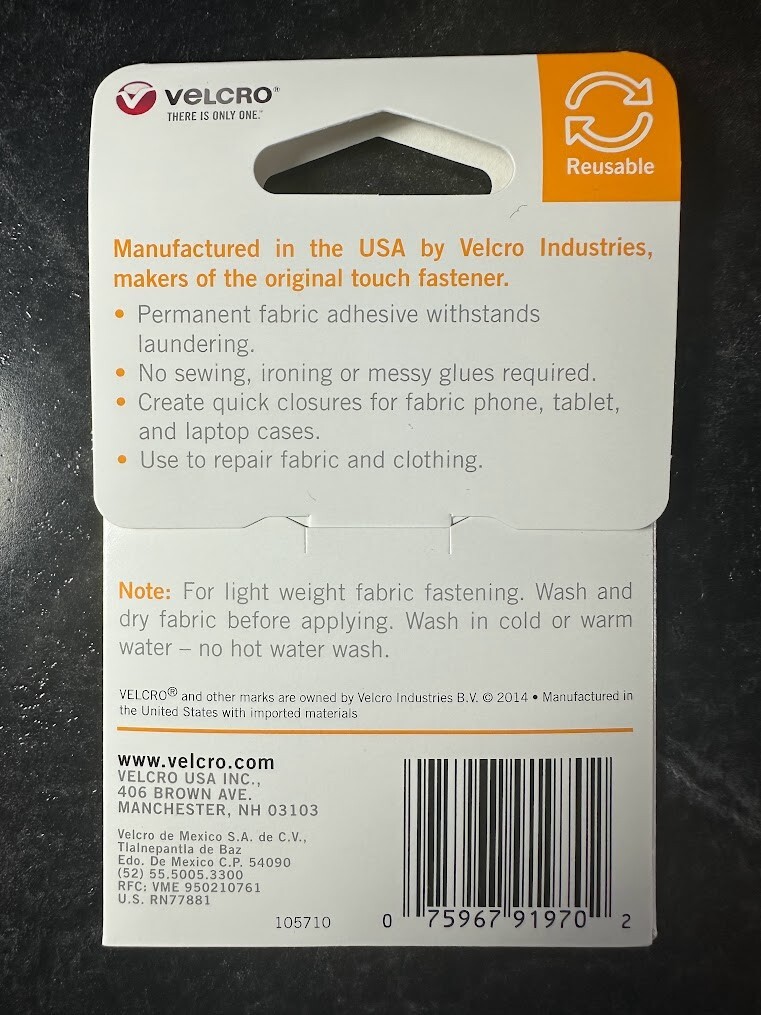 VELCRO®
THERE IS ONLY ONE.™
Reusable
Manufactured in the USA by Velcro Industries,
makers of the original touch fastener.
• Permanent fabric adhesive withstands
laundering.
• No sewing, ironing or messy glues required.
• Create quick closures for fabric phone, tablet,
and laptop cases.
• Use to repair fabric and clothing.
Note: For light weight fabric fastening. Wash and
dry fabric before applying. Wash in cold or warm
water – no hot water wash.
VELCRO® and other marks are owned by Velcro Industries B.V. © 2014 • Manufactured in
the United States with imported materials
www.velcro.com
VELCRO USA INC.,
406 BROWN AVE.
MANCHESTER, NH 03103
Velcro de Mexico S.A. de C.V.,
Tlalnepantla de Baz
Edo. De Mexico C.P. 54090
(52) 55.5005.3300
RFC: VME 950210761
U.S. RN77881
105710
0 75967 91970 2